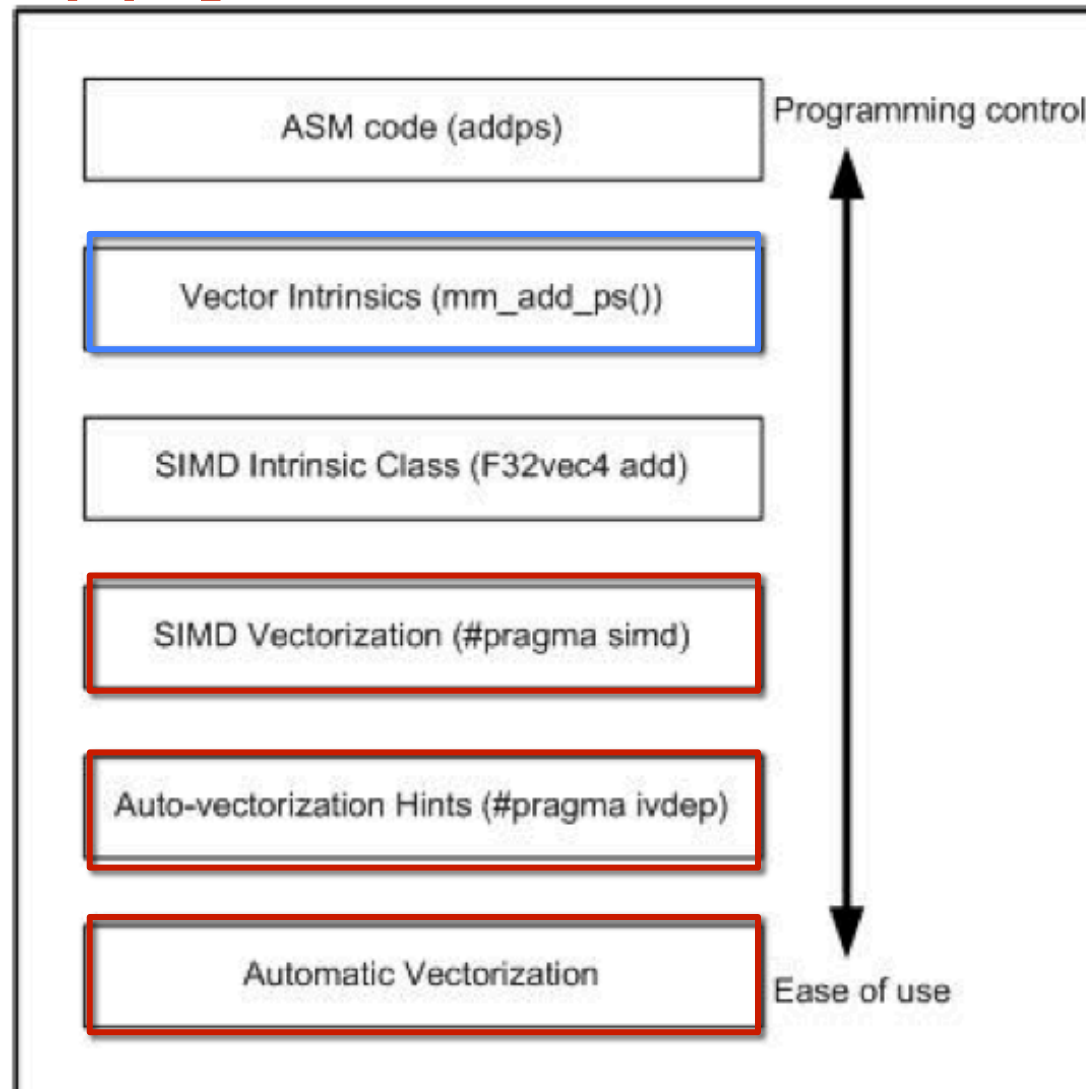 ASM code (addps)
Programming control
Vector Intrinsics (mm_add_ps())
SIMD Intrinsic Class (F32vec4 add)
SIMD Vectorization (#pragma simd)
Auto-vectorization Hints (#pragma ivdep)
Automatic Vectorization
Ease of use